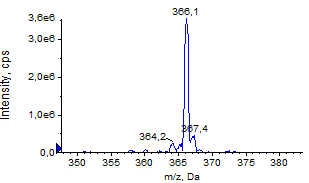 366,1
3,6e6
3,0e6
2,0e6
1,0e6
0,0
Intensity, cps
364,2
367,4
350 355 360 365 370 375 380
m/z, Da